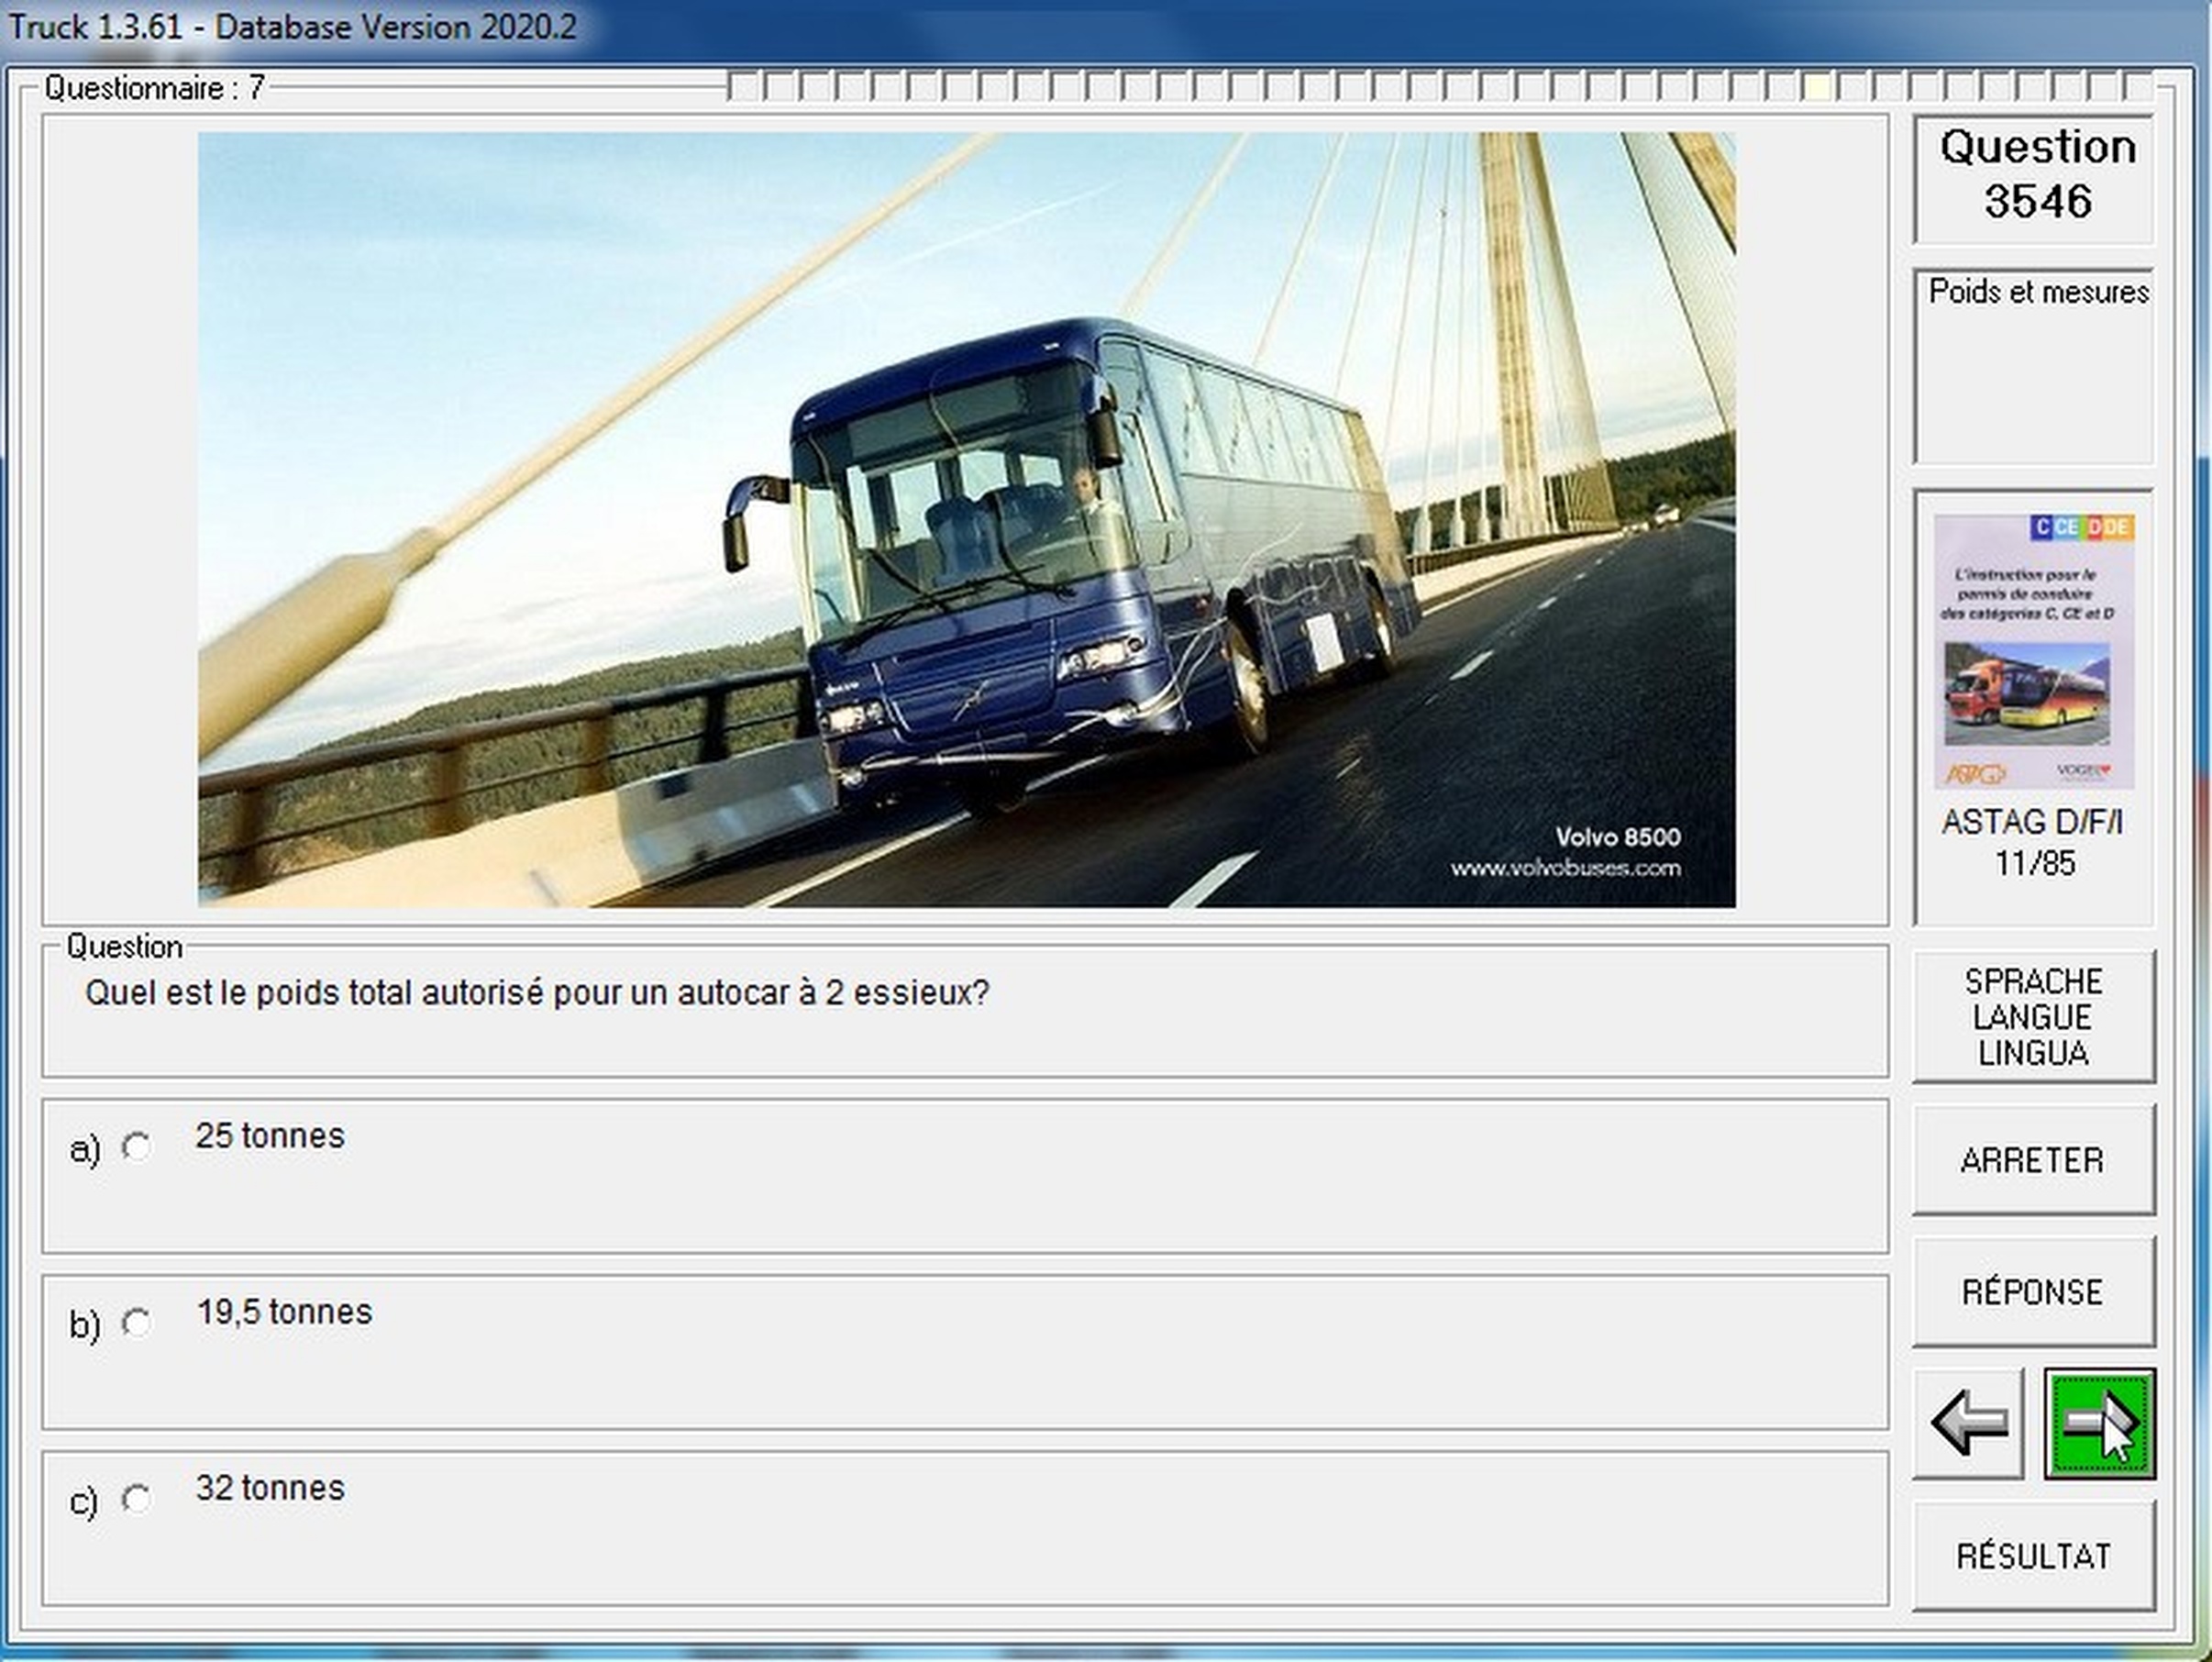 Truck 1.3.61 - Database Version 2020.2
Questionnaire : 7
Question
3546
Poids et mesures
C CE D DE
L'instruction pour le
permis de conduire
des catégories C, CE et D
ASTAG
VOGEL
ASTAG D/F/I
11/85
Volvo 8500
www.volvobuses.com
Question
Quel est le poids total autorisé pour un autocar à 2 essieux?
a) 25 tonnes
b) 19,5 tonnes
c) 32 tonnes
SPRACHE
LANGUE
LINGUA
ARRETER
RÉPONSE
RÉSULTAT